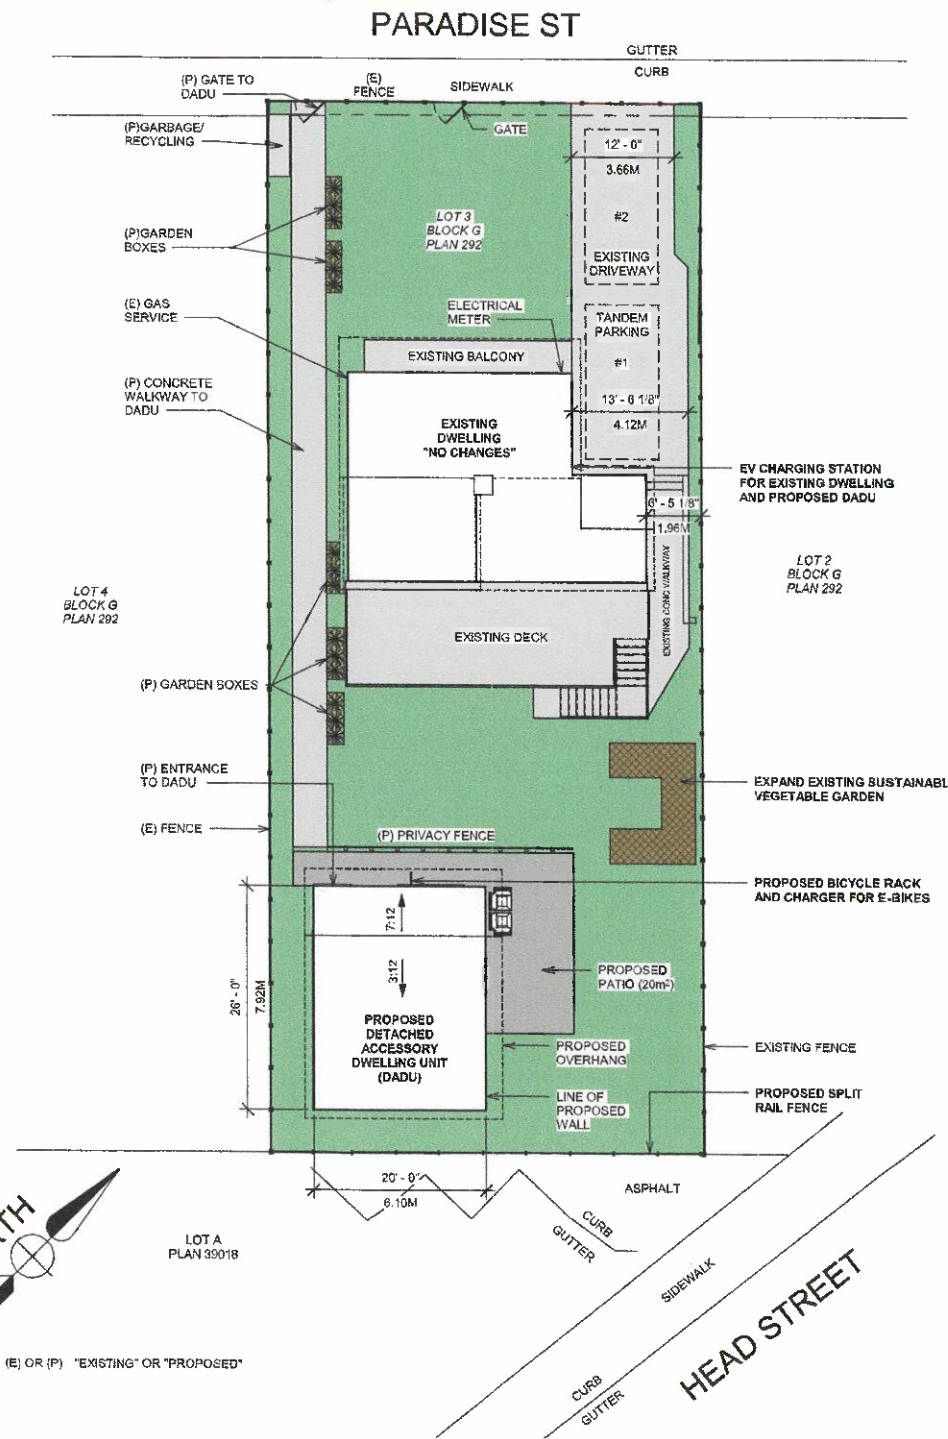 PARADISE ST
GUTTER
CURB
(P) GATE TO
DADU
(E)
FENCE
SIDEWALK
GATE
(P)GARBAGE/
RECYCLING
12' - 0"
3.66M
#2
EXISTING
DRIVEWAY
LOT 3
BLOCK G
PLAN 292
(P)GARDEN
BOXES
(E) GAS
SERVICE
ELECTRICAL
METER
TANDEM
PARKING
#1
EXISTING BALCONY
(P) CONCRETE
WALKWAY TO
DADU
13' - 6 1/8"
4.12M
EXISTING
DWELLING
"NO CHANGES"
EV CHARGING STATION
FOR EXISTING DWELLING
AND PROPOSED DADU
6' - 5 1/8"
1.96M
LOT 4
BLOCK G
PLAN 292
LOT 2
BLOCK G
PLAN 292
EXISTING CONC WALKWAY
EXISTING DECK
(P) GARDEN BOXES
(P) ENTRANCE
TO DADU
EXPAND EXISTING SUSTAINABL
VEGETABLE GARDEN
(E) FENCE
(P) PRIVACY FENCE
PROPOSED BICYCLE RACK
AND CHARGER FOR E-BIKES
7:12
3:12
26' - 0"
7.92M
PROPOSED
PATIO (20m²)
PROPOSED
DETACHED
ACCESSORY
DWELLING UNIT
(DADU)
PROPOSED
OVERHANG
EXISTING FENCE
LINE OF
PROPOSED
WALL
PROPOSED SPLIT
RAIL FENCE
20' - 0"
6.10M
ASPHALT
CURB
GUTTER
LOT A
PLAN 39018
SIDEWALK
HEAD STREET
(E) OR (P) "EXISTING" OR "PROPOSED"
CURB
GUTTER